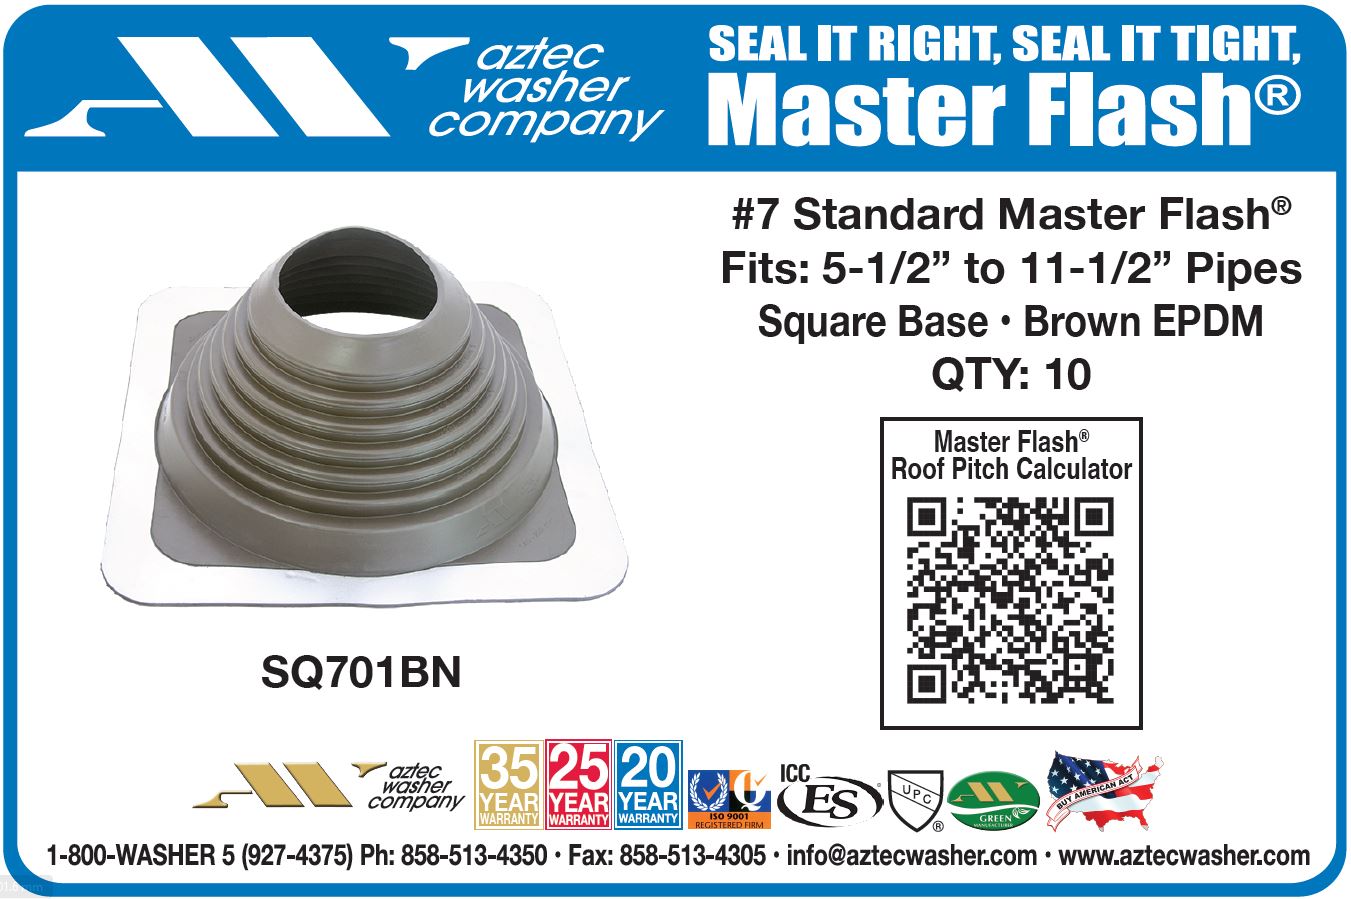 aztec
washer
company
SEAL IT RIGHT, SEAL IT TIGHT,
Master Flash®
#7 Standard Master Flash®
Fits: 5-1/2” to 11-1/2” Pipes
Square Base • Brown EPDM
QTY: 10
Master Flash®
Roof Pitch Calculator
SQ701BN
aztec
washer
company
35
YEAR
WARRANTY
25
YEAR
WARRANTY
20
YEAR
WARRANTY
ISO 9001
REGISTERED FIRM
ICC
ES
UPC
®
GREEN
MANUFACTURER
BUY AMERICAN ACT
1-800-WASHER 5 (927-4375) Ph: 858-513-4350 • Fax: 858-513-4305 • info@aztecwasher.com • www.aztecwasher.com